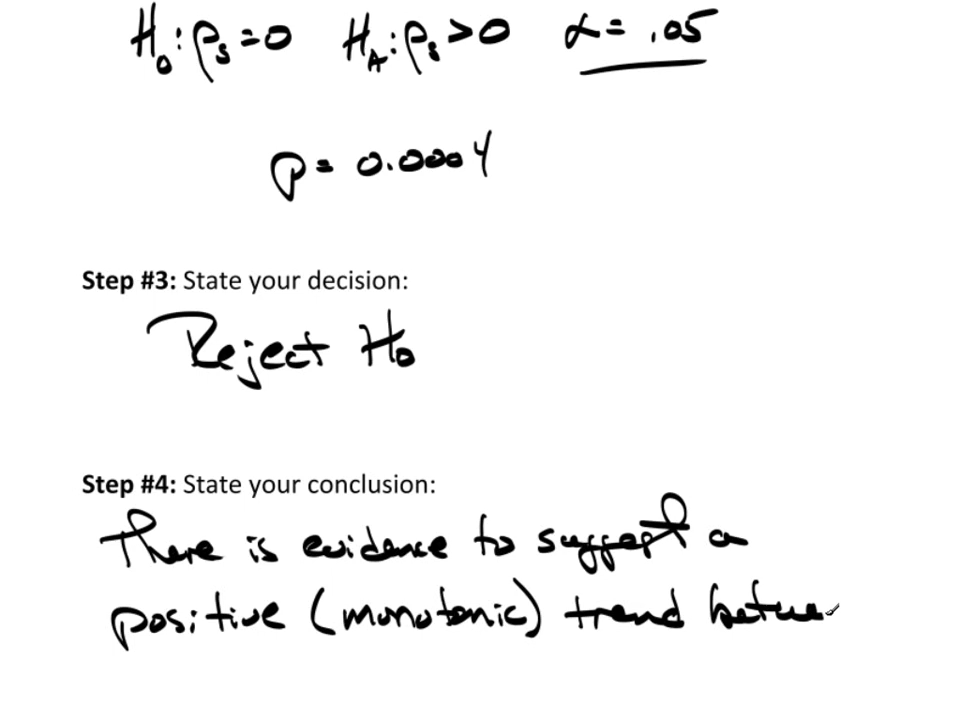 H₀: ρₛ = 0 Hₐ: ρₛ > 0 α = .05
p = 0.0004
Step #3: State your decision:
Reject H₀
Step #4: State your conclusion:
There is evidence to suggest a
positive (monotonic) trend betwee